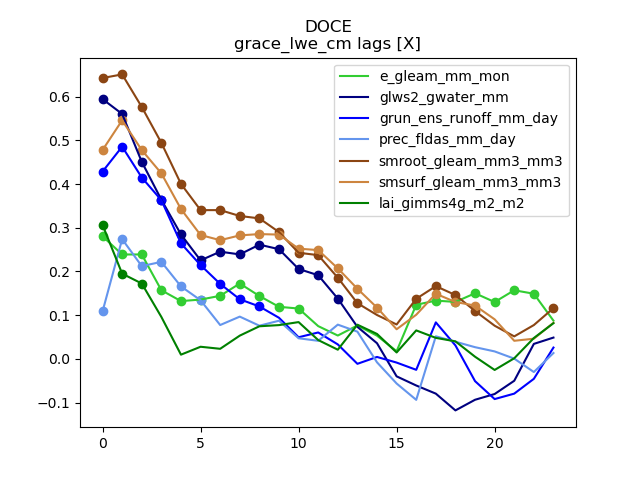 DOCE
grace_lwe_cm lags [X]
e_gleam_mm_mon
glws2_gwater_mm
grun_ens_runoff_mm_day
prec_fldas_mm_day
smroot_gleam_mm3_mm3
smsurf_gleam_mm3_mm3
lai_gimms4g_m2_m2
0.6
0.5
0.4
0.3
0.2
0.1
0.0
−0.1
0 5 10 15 20